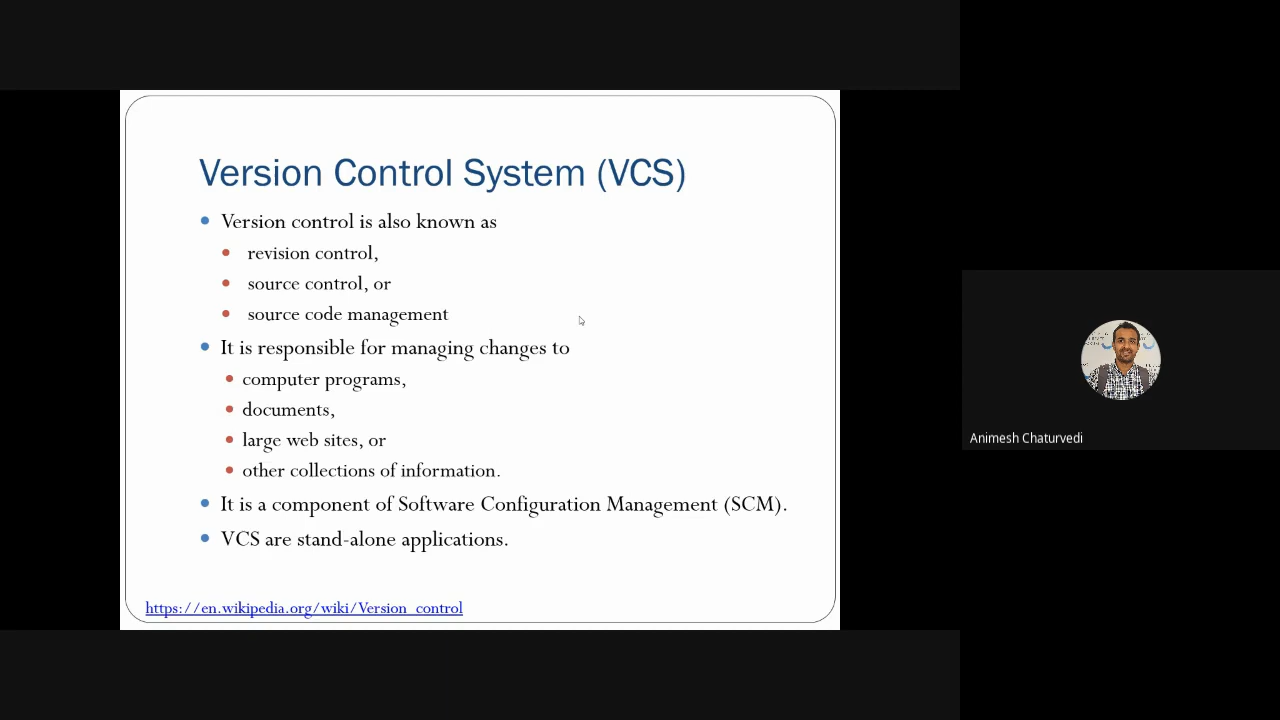 Version Control System (VCS)
Version control is also known as
revision control,
source control, or
source code management
It is responsible for managing changes to
computer programs,
documents,
large web sites, or
other collections of information.
It is a component of Software Configuration Management (SCM).
VCS are stand-alone applications.
https://en.wikipedia.org/wiki/Version_control
Animesh Chaturvedi